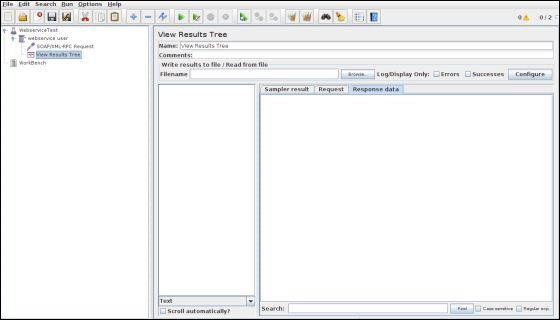 File Edit Search Run Options Help
0 0 / 2
WebserviceTest
webservice user
SOAP/XML-RPC Request
View Results Tree
WorkBench
View Results Tree
Name: View Results Tree
Comments:
Write results to file / Read from file
Filename Browse... Log/Display Only: Errors Successes Configure
Sampler result Request Response data
Text
Scroll automatically?
Search: Find Case sensitive Regular exp.